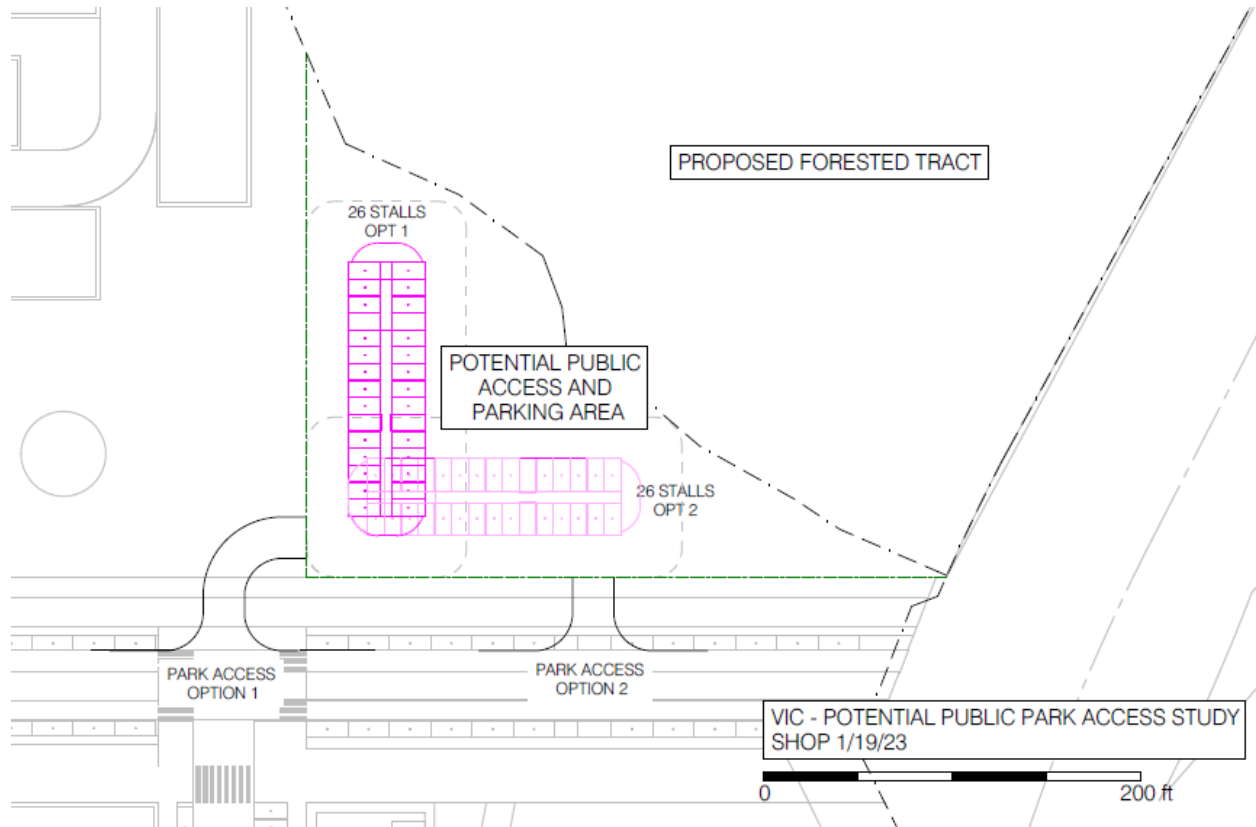 PROPOSED FORESTED TRACT
26 STALLS
OPT 1
POTENTIAL PUBLIC
ACCESS AND
PARKING AREA
26 STALLS
OPT 2
PARK ACCESS
OPTION 1
PARK ACCESS
OPTION 2
VIC - POTENTIAL PUBLIC PARK ACCESS STUDY
SHOP 1/19/23
0
200 ft